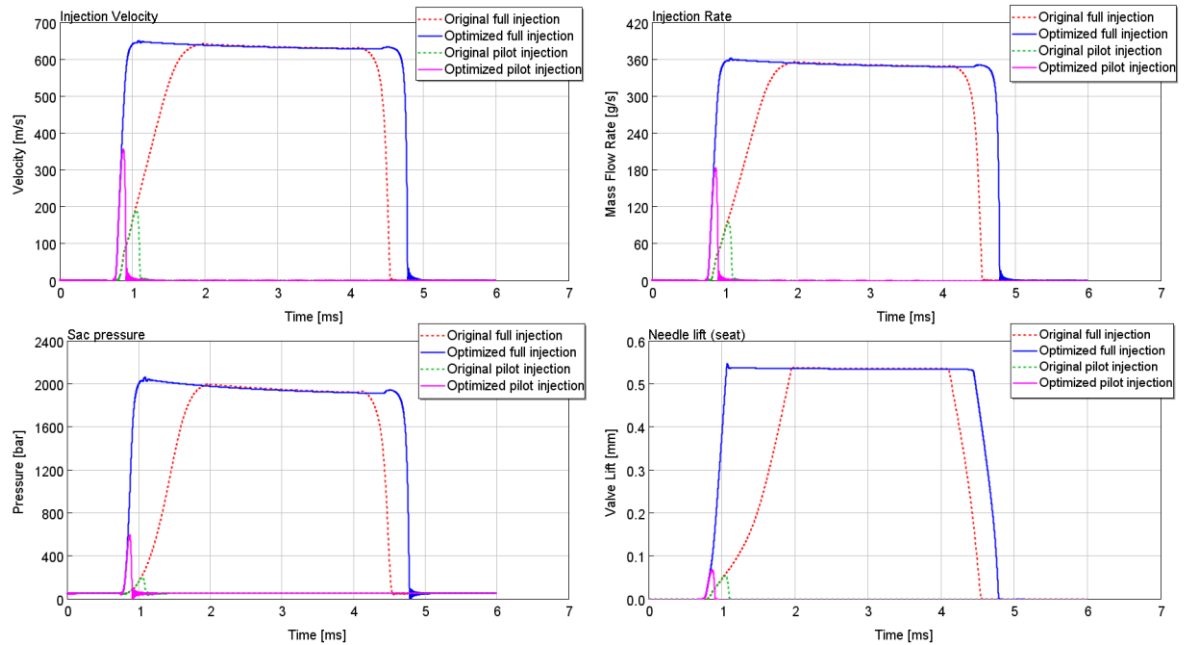 Injection Velocity
Original full injection
Optimized full injection
Original pilot injection
Optimized pilot injection
700
600
500
400
300
200
100
0
Velocity [m/s]
0 1 2 3 4 5 6 7
Time [ms]
Injection Rate
Original full injection
Optimized full injection
Original pilot injection
Optimized pilot injection
420
360
300
240
180
120
60
0
Mass Flow Rate [g/s]
0 1 2 3 4 5 6 7
Time [ms]
Sac pressure
Original full injection
Optimized full injection
Original pilot injection
Optimized pilot injection
2400
2000
1600
1200
800
400
0
Pressure [bar]
0 1 2 3 4 5 6 7
Time [ms]
Needle lift (seat)
Original full injection
Optimized full injection
Original pilot injection
Optimized pilot injection
0.6
0.5
0.4
0.3
0.2
0.1
0.0
Valve Lift [mm]
0 1 2 3 4 5 6 7
Time [ms]